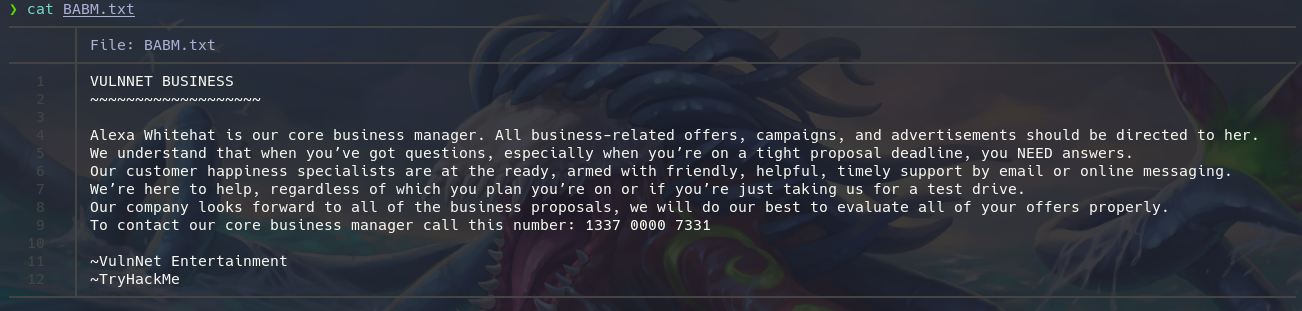 ❯ cat BABM.txt
File: BABM.txt
1 VULNNET BUSINESS
2 ~~~~~~~~~~~~~~~~~~~
3
4 Alexa Whitehat is our core business manager. All business-related offers, campaigns, and advertisements should be directed to her.
5 We understand that when you’ve got questions, especially when you’re on a tight proposal deadline, you NEED answers.
6 Our customer happiness specialists are at the ready, armed with friendly, helpful, timely support by email or online messaging.
7 We’re here to help, regardless of which you plan you’re on or if you’re just taking us for a test drive.
8 Our company looks forward to all of the business proposals, we will do our best to evaluate all of your offers properly.
9 To contact our core business manager call this number: 1337 0000 7331
10
11 ~VulnNet Entertainment
12 ~TryHackMe